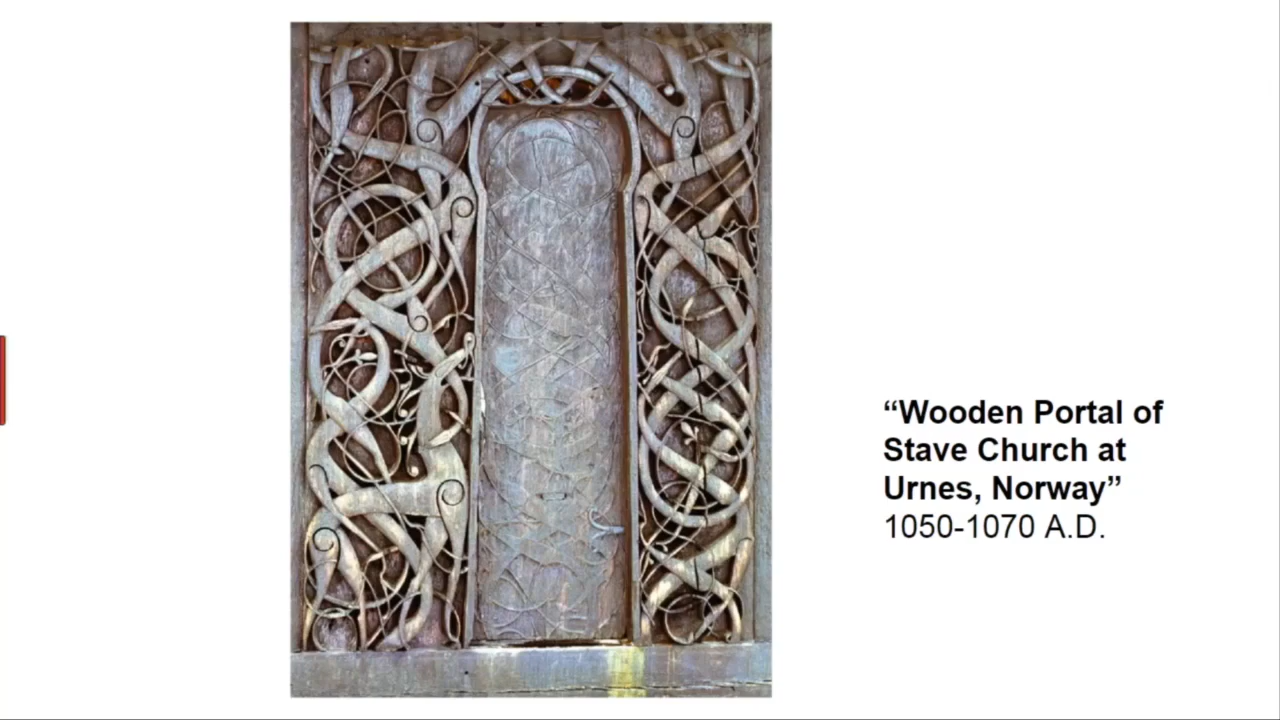 “Wooden Portal of
Stave Church at
Urnes, Norway”
1050-1070 A.D.